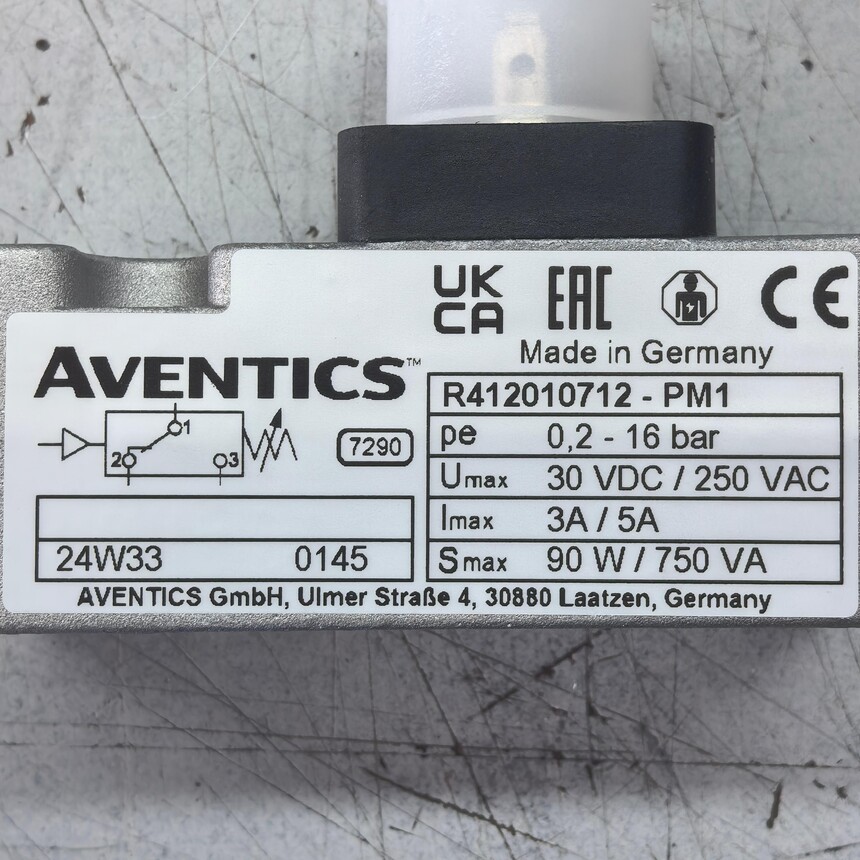 UK
CA
EAC
CE
Made in Germany
AVENTICS™
1
2
3
7290
R412010712 - PM1
pe 0,2 - 16 bar
Umax 30 VDC / 250 VAC
Imax 3A / 5A
Smax 90 W / 750 VA
24W33 0145
AVENTICS GmbH, Ulmer Straße 4, 30880 Laatzen, Germany